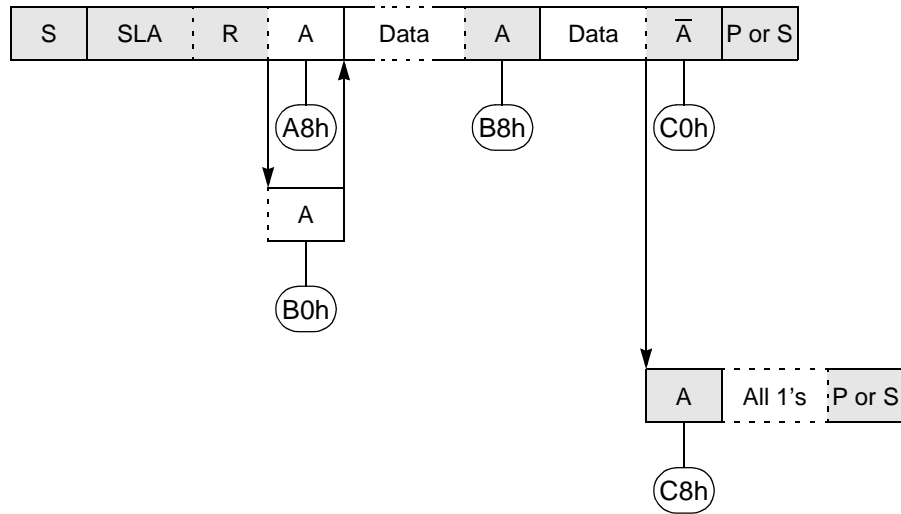 S SLA R A Data A Data A̅ P or S
A8h B8h C0h
A
B0h
A All 1's P or S
C8h